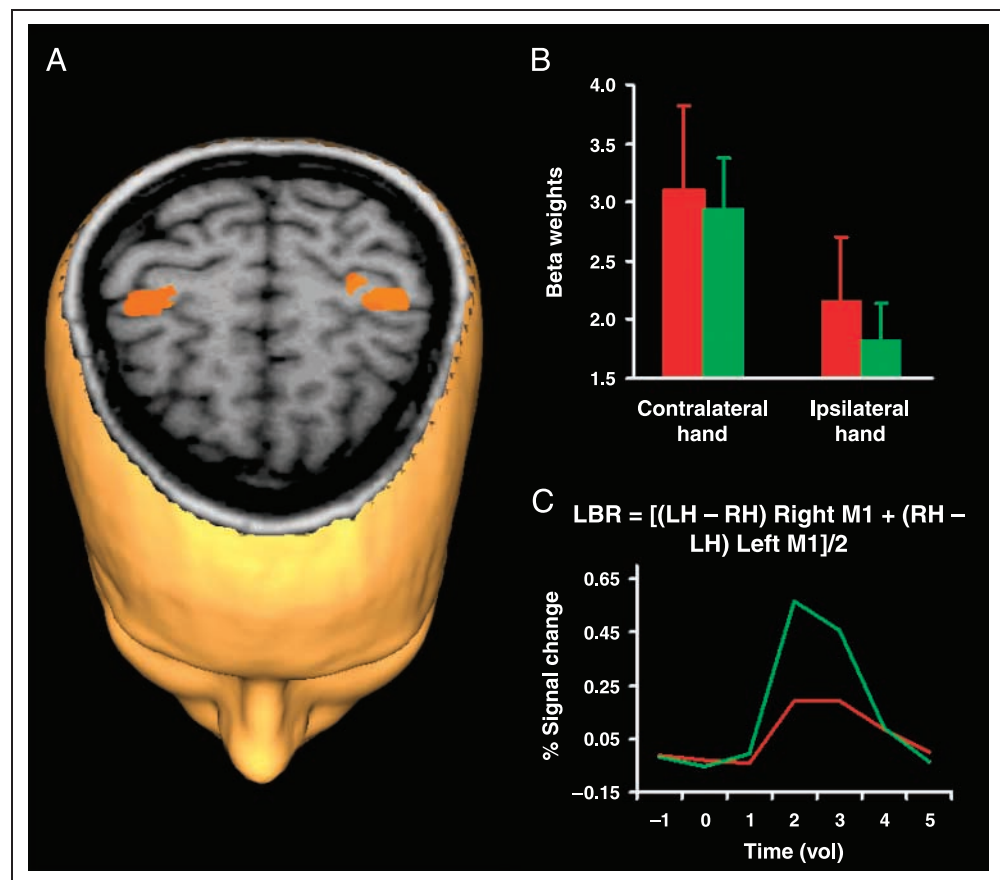 A
B
4.0
3.5
3.0
2.5
2.0
1.5
Beta weights
Contralateral
hand
Ipsilateral
hand
C
LBR = [(LH – RH) Right M1 + (RH –
LH) Left M1]/2
0.65
0.45
0.25
0.05
–0.15
% Signal change
–1 0 1 2 3 4 5
Time (vol)